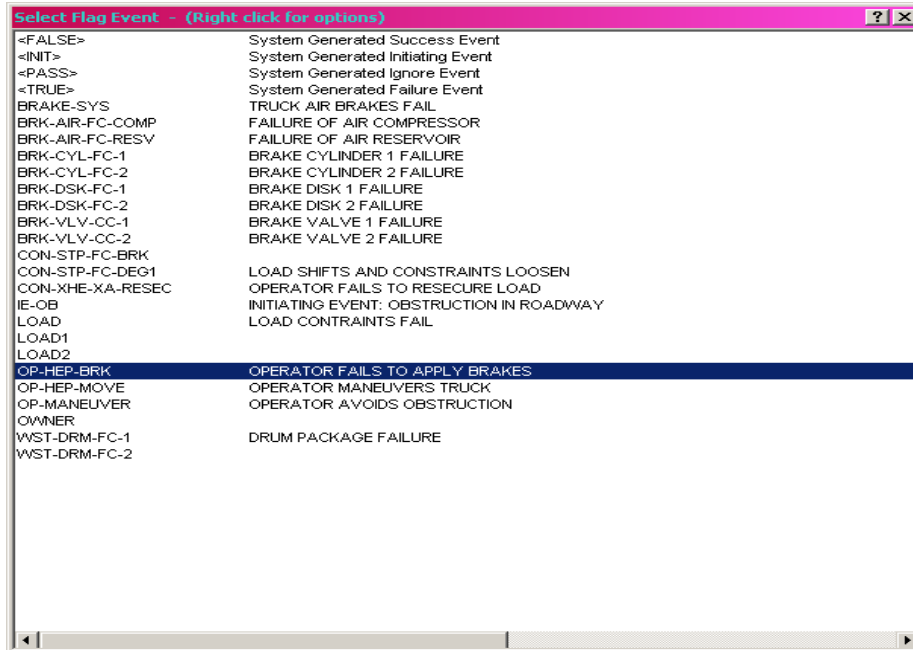 Select Flag Event - (Right click for options)
<FALSE> System Generated Success Event
<INIT> System Generated Initiating Event
<PASS> System Generated Ignore Event
<TRUE> System Generated Failure Event
BRAKE-SYS TRUCK AIR BRAKES FAIL
BRK-AIR-FC-COMP FAILURE OF AIR COMPRESSOR
BRK-AIR-FC-RESV FAILURE OF AIR RESERVOIR
BRK-CYL-FC-1 BRAKE CYLINDER 1 FAILURE
BRK-CYL-FC-2 BRAKE CYLINDER 2 FAILURE
BRK-DSK-FC-1 BRAKE DISK 1 FAILURE
BRK-DSK-FC-2 BRAKE DISK 2 FAILURE
BRK-VLV-CC-1 BRAKE VALVE 1 FAILURE
BRK-VLV-CC-2 BRAKE VALVE 2 FAILURE
CON-STP-FC-BRK
CON-STP-FC-DEG1 LOAD SHIFTS AND CONSTRAINTS LOOSEN
CON-XHE-XA-RESEC OPERATOR FAILS TO RESECURE LOAD
IE-OB INITIATING EVENT: OBSTRUCTION IN ROADWAY
LOAD LOAD CONTRAINTS FAIL
LOAD1
LOAD2
OP-HEP-BRK OPERATOR FAILS TO APPLY BRAKES
OP-HEP-MOVE OPERATOR MANEUVERS TRUCK
OP-MANEUVER OPERATOR AVOIDS OBSTRUCTION
OWNER
WST-DRM-FC-1 DRUM PACKAGE FAILURE
WST-DRM-FC-2